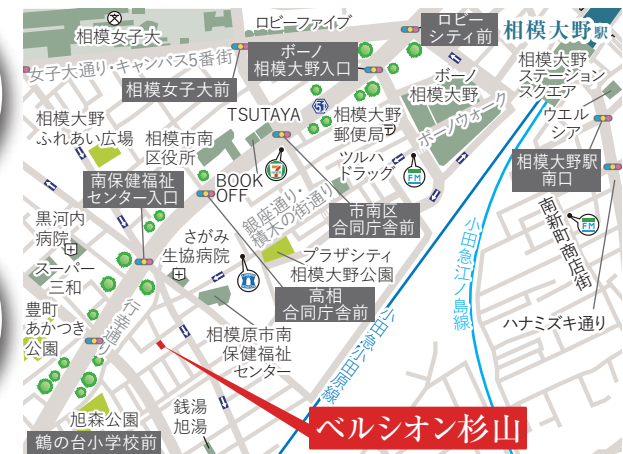 相模女子大
ロビーファイブ
ロビー
シティ前
相模大野駅
女子大通り・キャンパス5番街
ボーノ
相模大野入口
相模女子大前
ボーノ
相模大野
相模大野
ステーション
スクエア
TSUTAYA
51
相模大野
郵便局
ボーノウォーク
ウエル
シア
相模大野
ふれあい広場
相模市南
区役所
ツルハ
ドラッグ
FM
相模大野駅
南口
南保健福祉
センター入口
BOOK
OFF
7
銀座通り・
積木の街通り
市南区
合同庁舎前
南新町商店街
FM
黒河内
病院
さがみ
生協病院
プラザシティ
相模大野公園
小田急江ノ島線
スーパー
三和
高相
合同庁舎前
豊町
あかつき
公園
行幸通り
相模原市南
保健福祉
センター
小田急小田原線
ハナミズキ通り
旭森公園
銭湯
旭湯
ベルシオン杉山
鶴の台小学校前